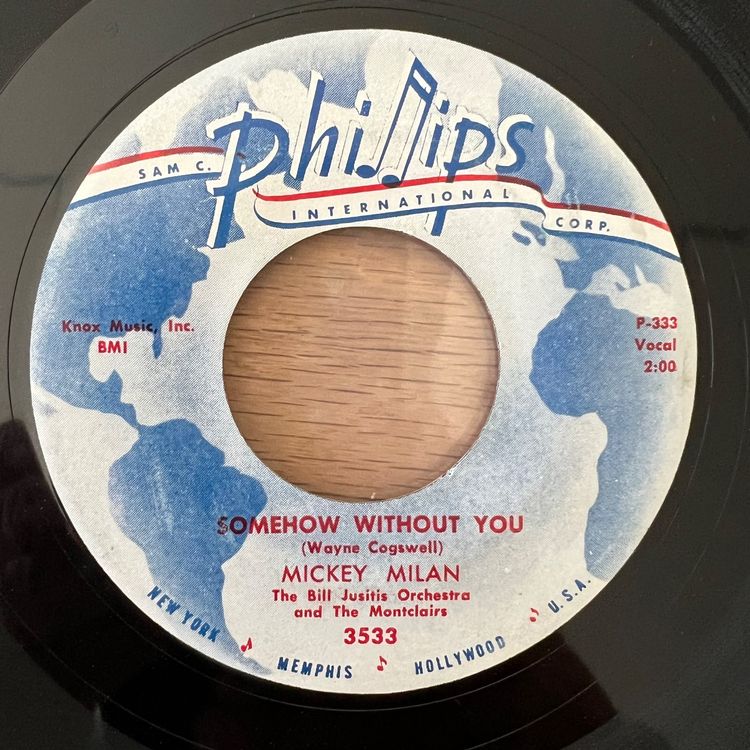 SAM C. Phillips
INTERNATIONAL CORP.
Knox Music, Inc.
BMI
P-333
Vocal
2:00
SOMEHOW WITHOUT YOU
(Wayne Cogswell)
MICKEY MILAN
The Bill Jusitis Orchestra
and The Montclairs
3533
NEW YORK MEMPHIS HOLLYWOOD U.S.A.